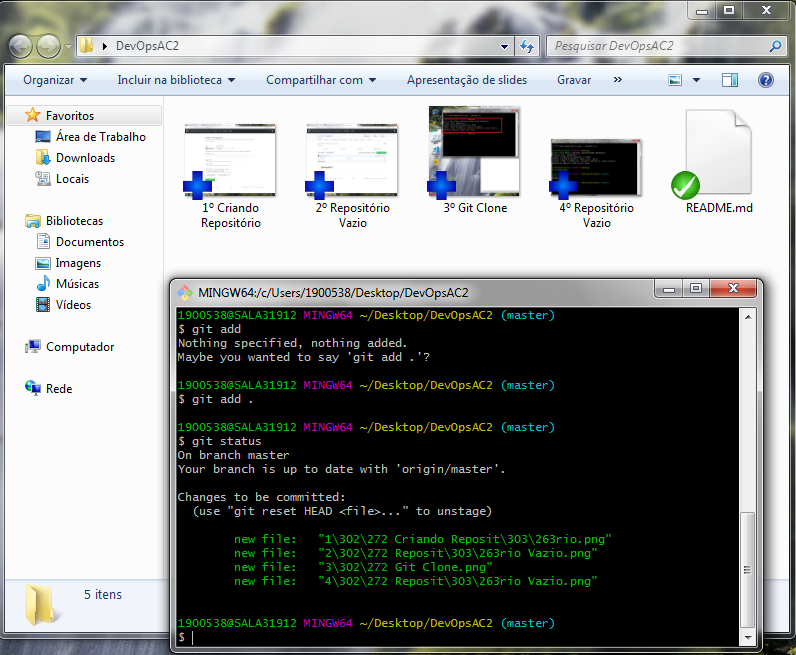 DevOpsAC2
Pesquisar DevOpsAC2
Organizar
Incluir na biblioteca
Compartilhar com
Apresentação de slides
Gravar
»
Favoritos
Área de Trabalho
Downloads
Locais
Bibliotecas
Documentos
Imagens
Músicas
Vídeos
Computador
Rede
1º Criando
Repositório
2º Repositório
Vazio
3º Git Clone
4º Repositório
Vazio
README.md
5 itens
MINGW64:/c/Users/1900538/Desktop/DevOpsAC2
1900538@SALA31912 MINGW64 ~/Desktop/DevOpsAC2 (master)
$ git add
Nothing specified, nothing added.
Maybe you wanted to say 'git add .'?
1900538@SALA31912 MINGW64 ~/Desktop/DevOpsAC2 (master)
$ git add .
1900538@SALA31912 MINGW64 ~/Desktop/DevOpsAC2 (master)
$ git status
On branch master
Your branch is up to date with 'origin/master'.
Changes to be committed:
(use "git reset HEAD <file>..." to unstage)
new file: "1\302\272 Criando Reposit\303\263rio.png"
new file: "2\302\272 Reposit\303\263rio Vazio.png"
new file: "3\302\272 Git Clone.png"
new file: "4\302\272 Reposit\303\263rio Vazio.png"
1900538@SALA31912 MINGW64 ~/Desktop/DevOpsAC2 (master)
$